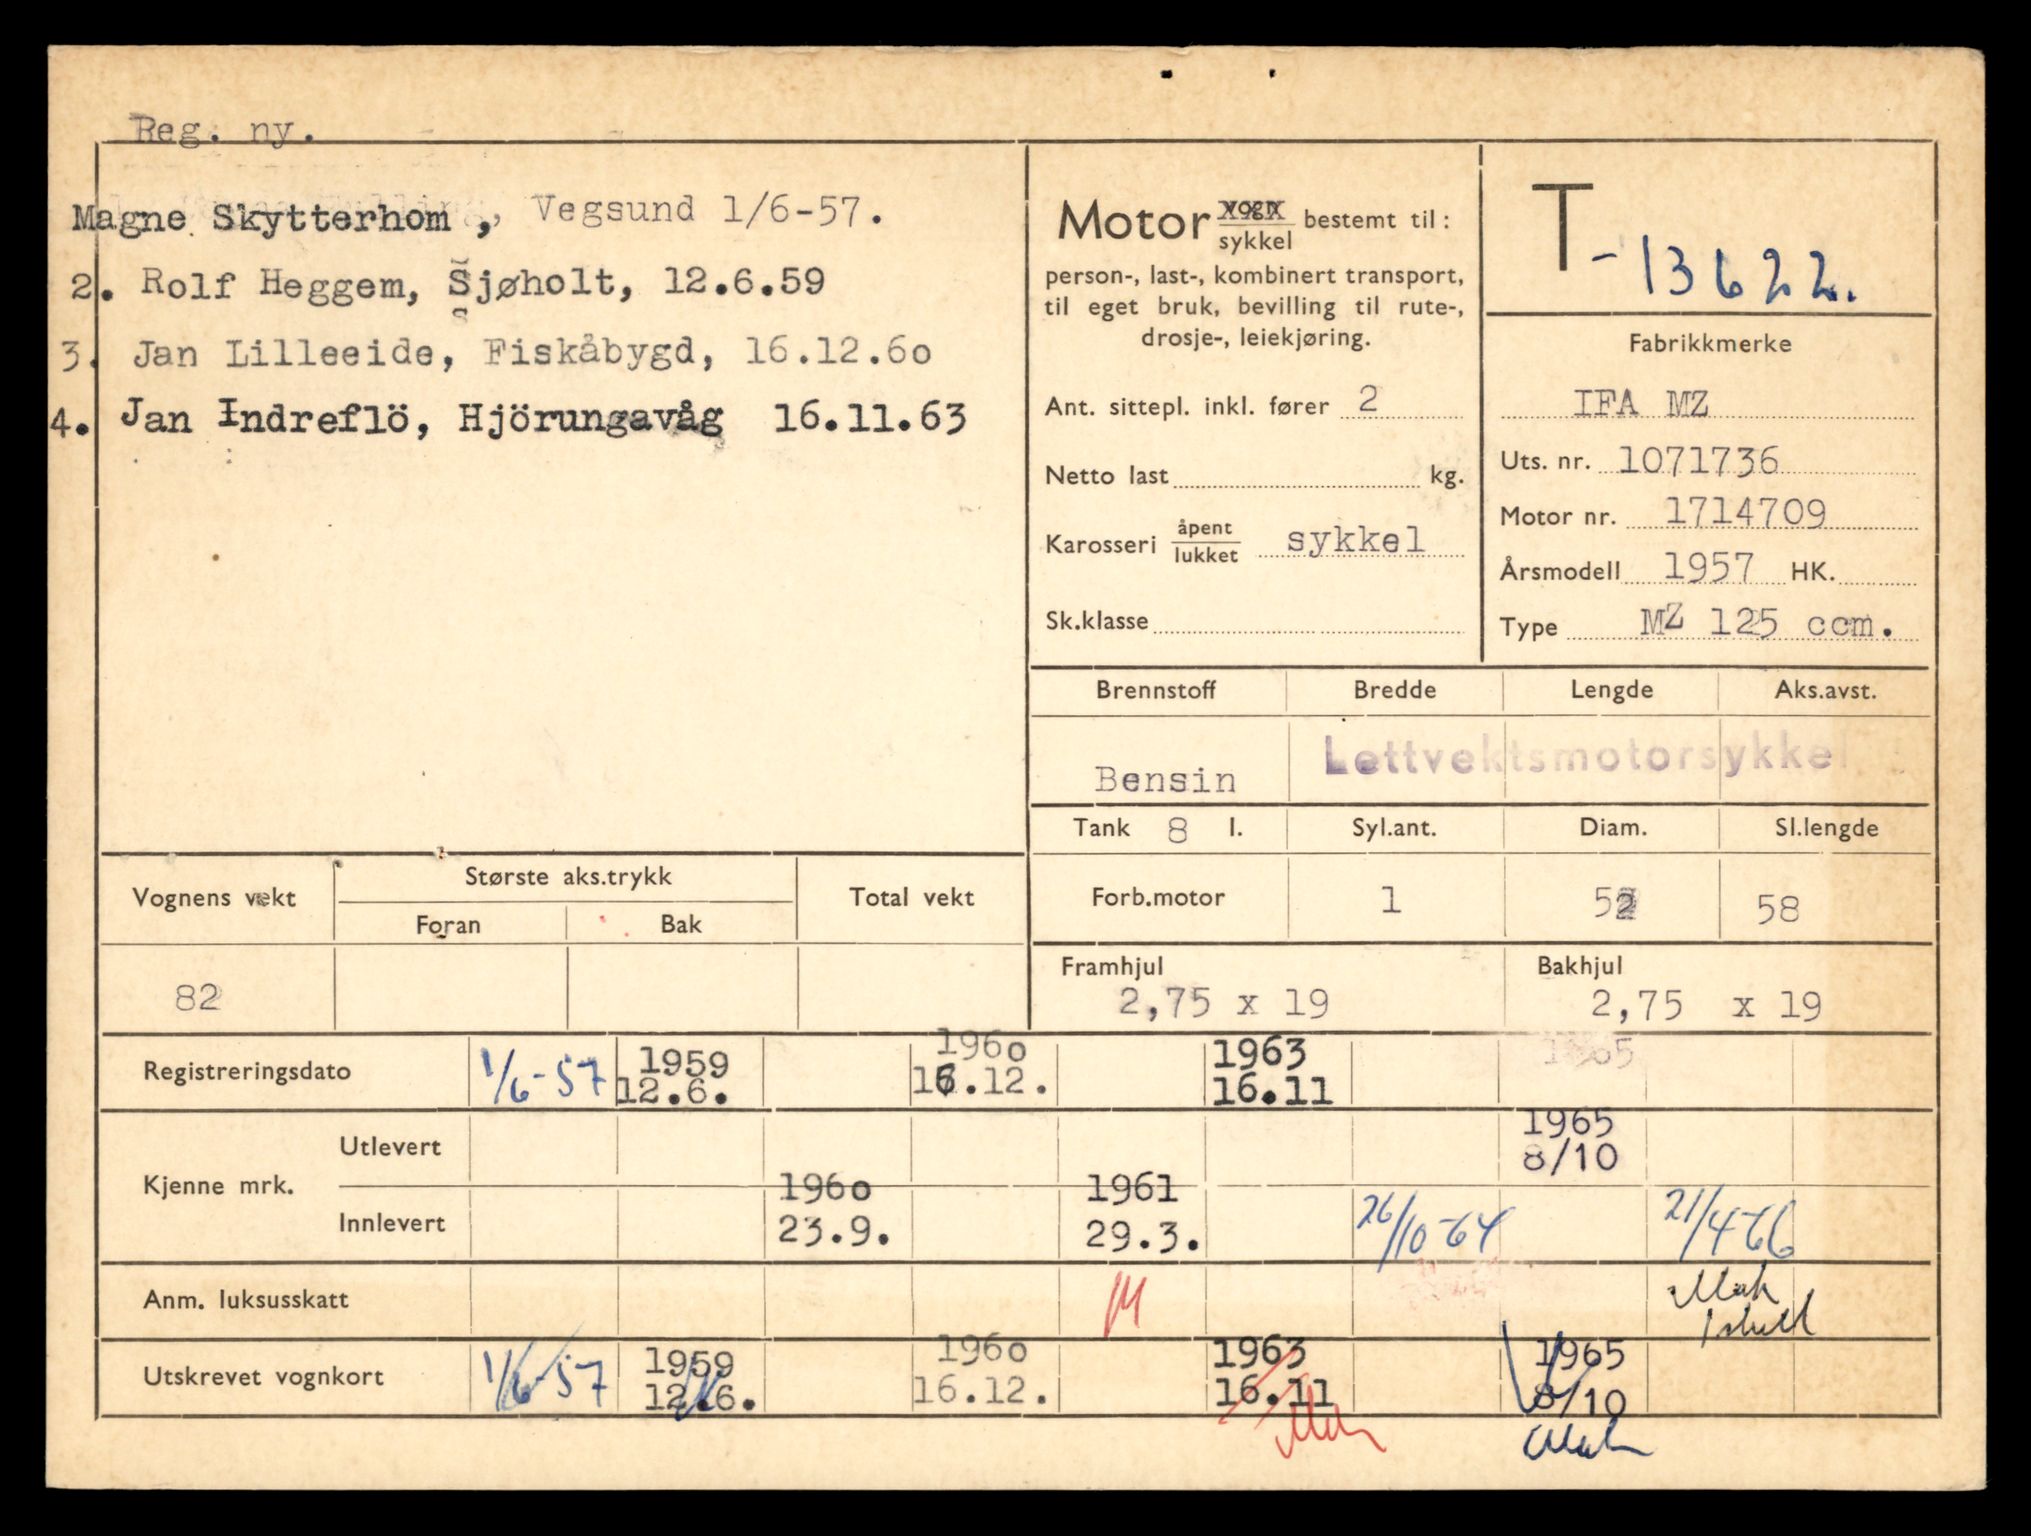 Reg. ny.
Magne Skytterhom, Vegsund 1/6-57.
2. Rolf Heggem, Sjøholt, 12.6.59
3. Jan Lilleeide, Fiskåbygd, 16.12.60
4. Jan Indreflö, Hjörungavåg 16.11.63
Motor vogn/sykkel bestemt til:
person-, last-, kombinert transport,
til eget bruk, bevilling til rute-,
drosje-, leiekjøring.
Ant. sittepl. inkl. fører 2
Netto last kg.
Karosseri åpent/lukket sykkel
Sk.klasse
T-13622.
Fabrikkmerke
IFA MZ
Uts. nr. 1071736
Motor nr. 1714709
Årsmodell 1957 HK.
Type MZ 125 ccm.
Brennstoff Bredde Lengde Aks.avst.
Bensin Lettvektsmotorsykkel
Tank 8 l. Syl.ant. Diam. Sl.lengde
Forb.motor 1 52 58
Framhjul Bakhjul
2,75 x 19 2,75 x 19
Vognens vekt Største aks.trykk Total vekt
Foran Bak
82
Registreringsdato 1/6-57 1959 12.6. 1960 16.12. 1963 16.11 1965
Kjenne mrk.
Utlevert 1965 8/10
Innlevert 1960 23.9. 1961 29.3. 26/10-64 21/4-66
Anm. luksusskatt
Utskrevet vognkort 1/6-57 1959 12.6. 1960 16.12. 1963 16.11 1965 8/10